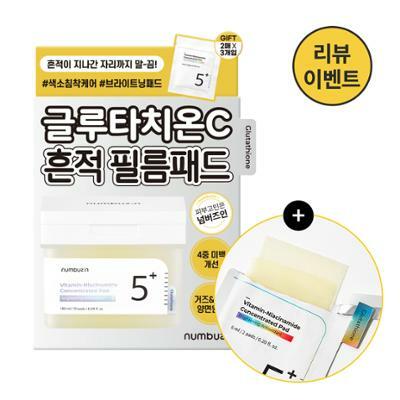 흔적이 지나간 자리까지 말-끔!
#색소침착케어 #브라이트닝패드
GIFT
2매 X
3개입
5+
리뷰
이벤트
글루타치온C
흔적 필름패드
Glutathione
피부고민은
넘버즈인
4중 미백
개선
거즈&
양면
numbuzin
Vitamin-Niacinamide
Concentrated Pad
5+
numbuzin
+
Vitamin-Niacinamide
Concentrated Pad
5+
Glutathione